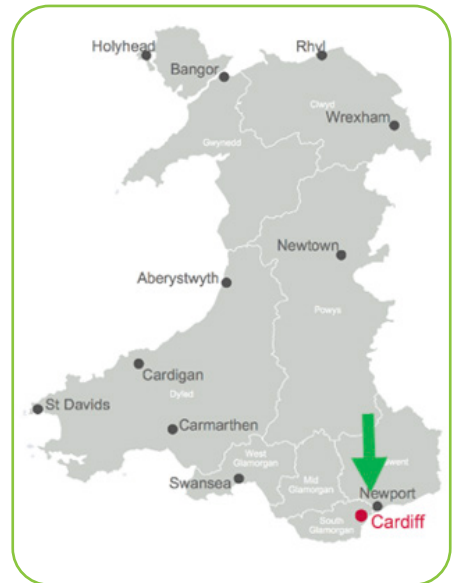 Holyhead
Rhyl
Bangor
Clwyd
Wrexham
Gwynedd
Newtown
Aberystwyth
Powys
Cardigan
Dyfed
St Davids
Carmarthen
West
Glamorgan
Swansea
Mid
Glamorgan
Newport
South
Glamorgan
Cardiff